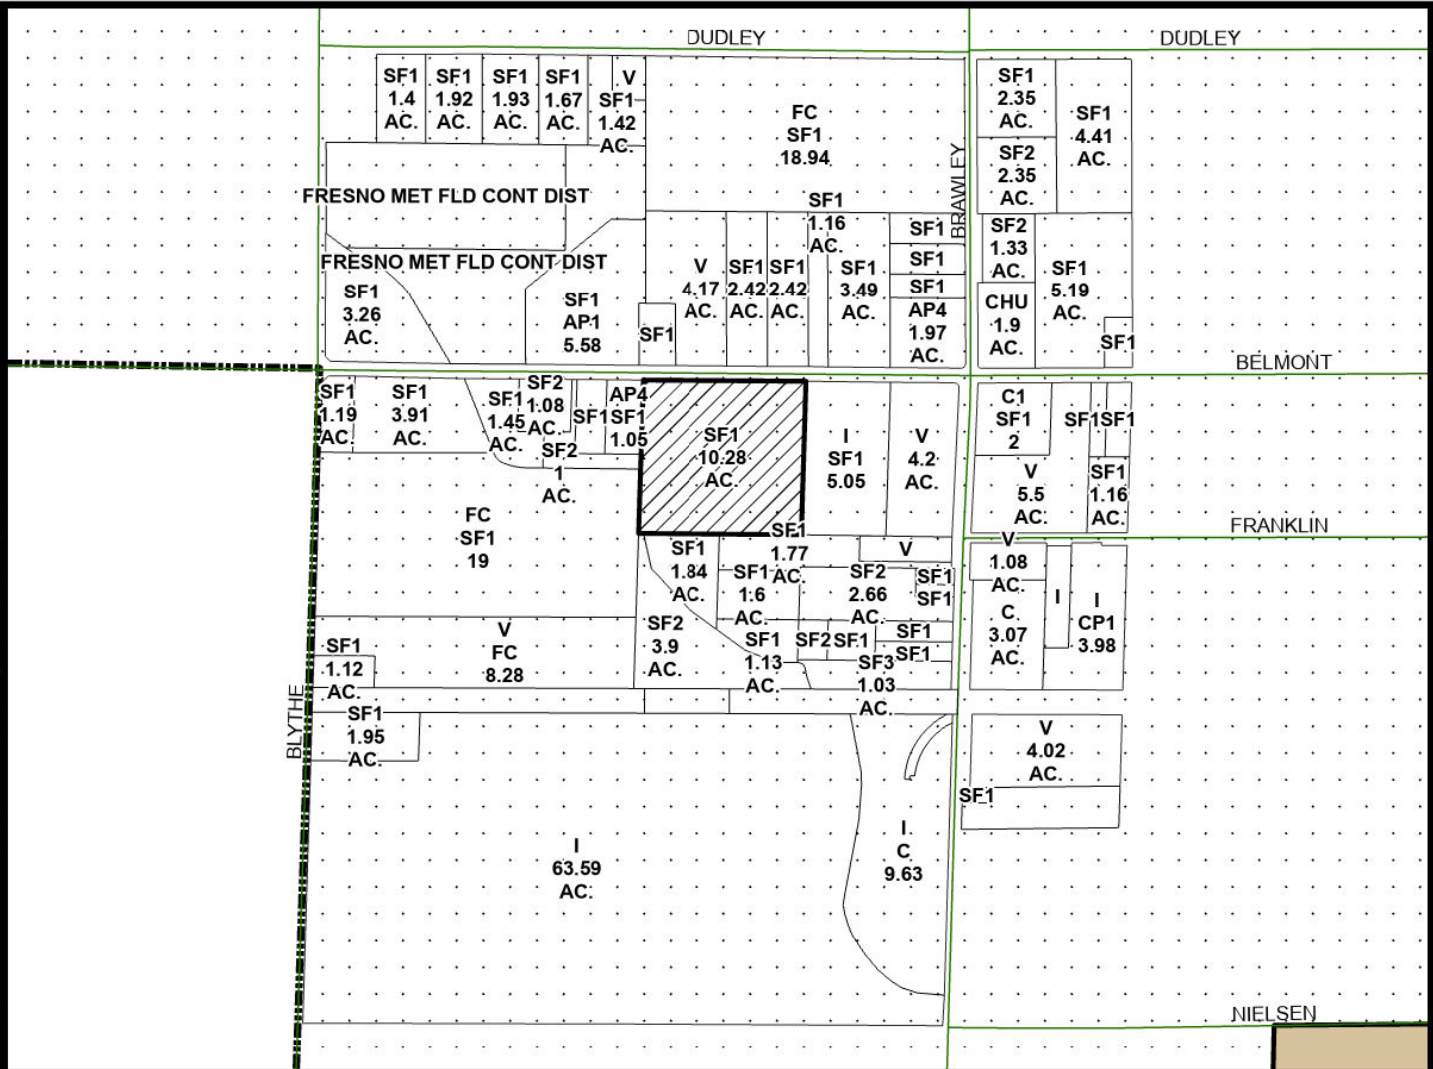 DUDLEY
DUDLEY
SF1
1.4
AC.
SF1
1.92
AC.
SF1
1.93
AC.
SF1
1.67
AC.
V
SF1
1.42
AC.
FC
SF1
18.94
SF1
2.35
AC.
SF1
4.41
AC.
SF2
2.35
AC.
BRAWLEY
FRESNO MET FLD CONT DIST
FRESNO MET FLD CONT DIST
SF1
3.26
AC.
SF1
AP1
5.58
SF1
V
4.17
AC.
SF1
2.42
AC.
SF1
2.42
AC.
SF1
1.16
AC.
SF1
3.49
AC.
SF1
SF1
SF1
AP4
1.97
AC.
SF2
1.33
AC.
CHU
1.9
AC.
SF1
5.19
AC.
SF1
BELMONT
SF1
1.19
AC.
SF1
3.91
AC.
SF1
1.45
AC.
SF2
1.08
AC.
SF2
1
AC.
SF1
AP4
SF1
1.05
SF1
10.28
AC.
I
SF1
5.05
V
4.2
AC.
C1
SF1
2
SF1
SF1
V
5.5
AC.
SF1
1.16
AC.
FRANKLIN
FC
SF1
19
SF1
1.84
AC.
SF1
1.77
AC.
V
SF1
1.6
AC.
SF2
2.66
AC.
SF1
SF1
V
1.08
AC.
C
3.07
AC.
I
I
CP1
3.98
SF1
1.12
AC.
V
FC
8.28
SF2
3.9
AC.
SF1
1.13
AC.
SF2
SF1
SF1
SF1
SF3
1.03
AC.
BLYTHE
SF1
1.95
AC.
V
4.02
AC.
SF1
I
63.59
AC.
I
C
9.63
NIELSEN